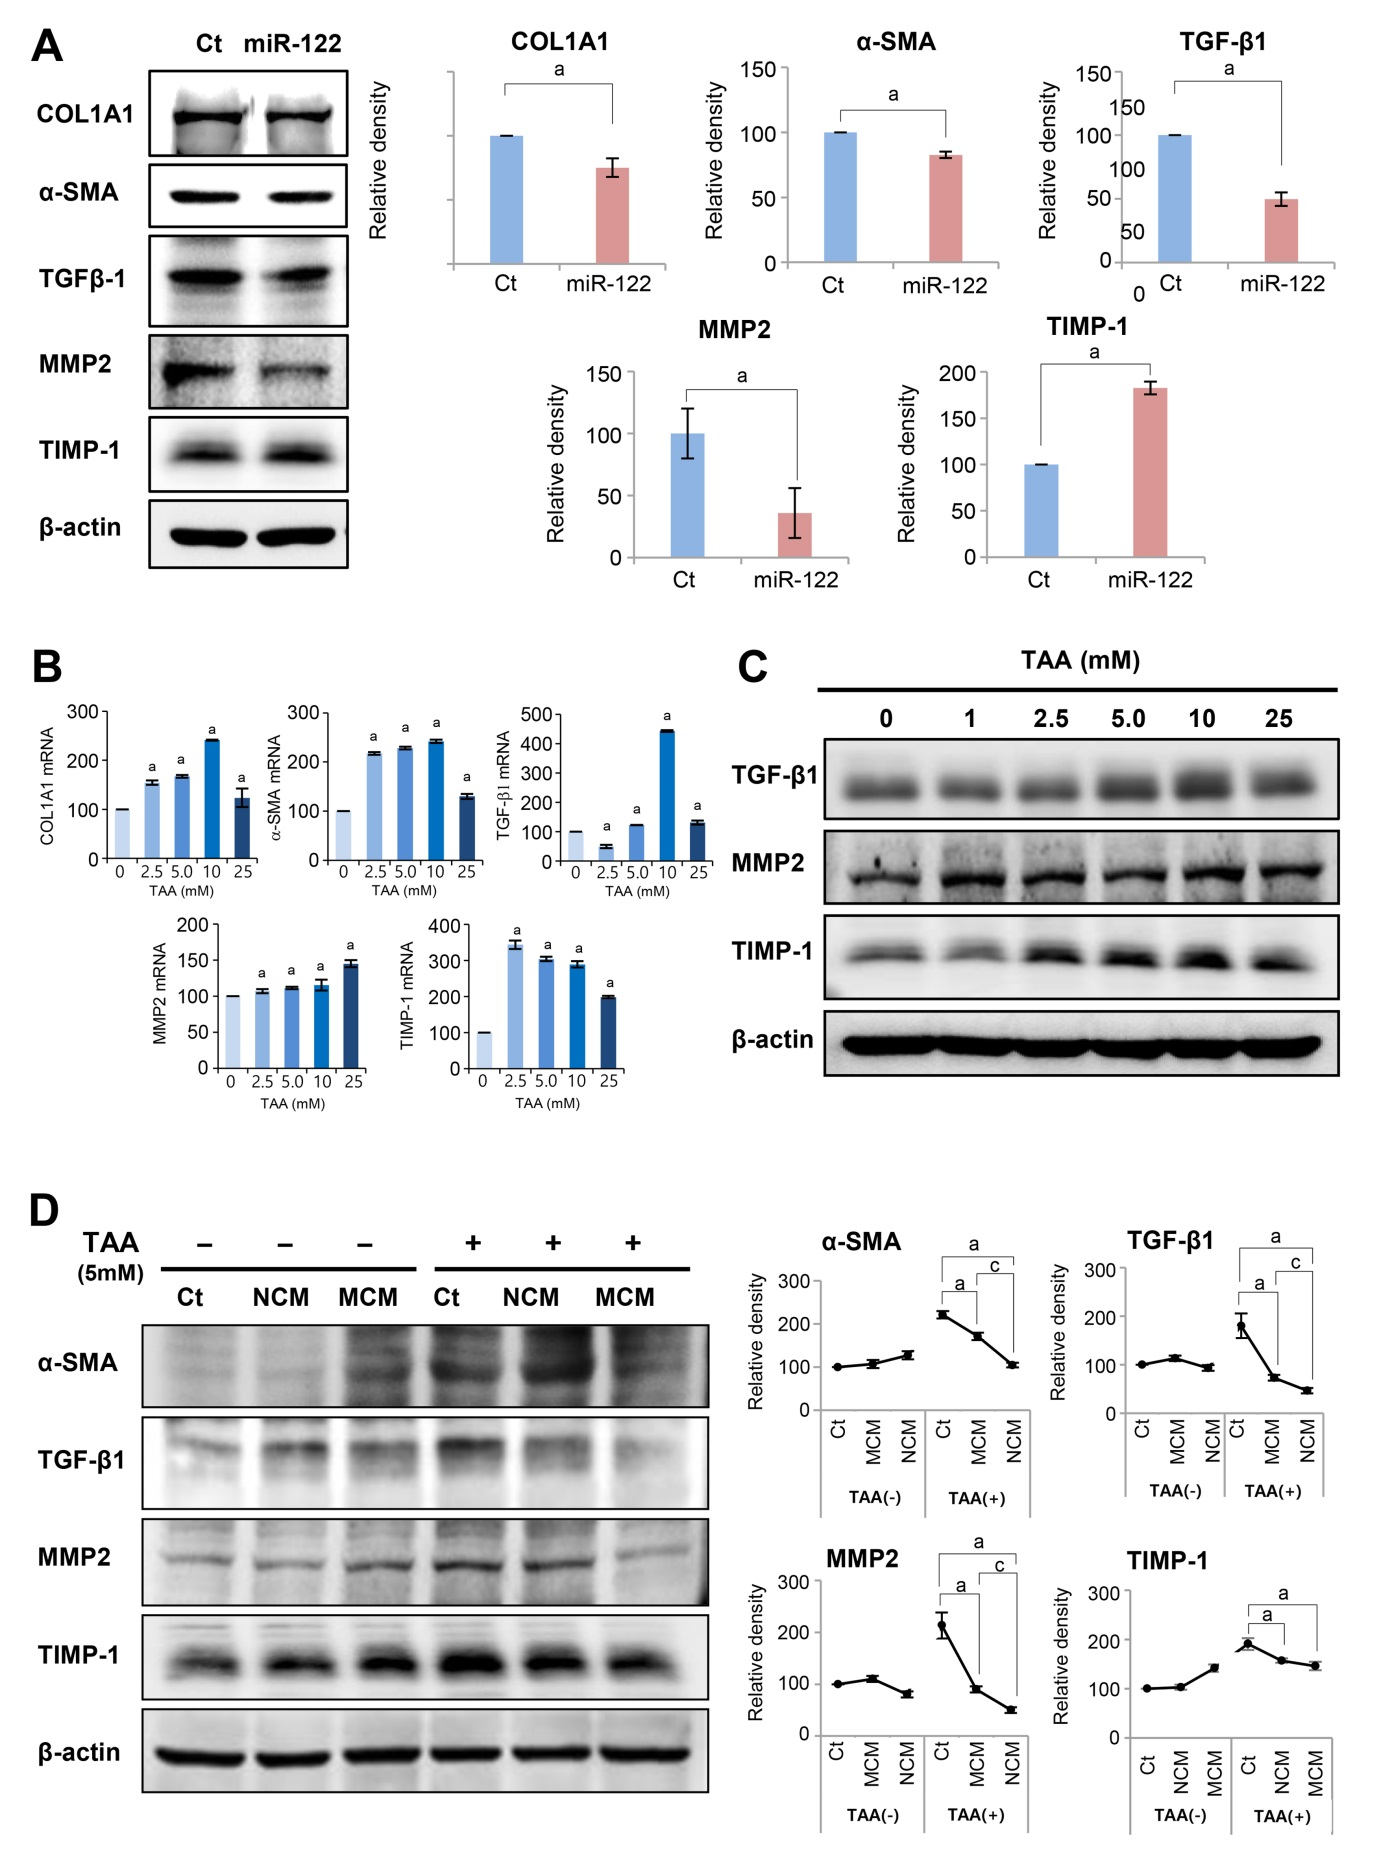 A
Ct miR-122
COL1A1
α-SMA
TGFβ-1
MMP2
TIMP-1
β-actin
COL1A1
Relative density
a
Ct miR-122
α-SMA
Relative density
150
100
50
0
a
Ct miR-122
TGF-β1
Relative density
150
100
50
0
150
100
50
0
a
Ct miR-122
MMP2
Relative density
150
100
50
0
a
Ct miR-122
TIMP-1
Relative density
200
150
100
50
0
a
Ct miR-122
B
COL1A1 mRNA
300
200
100
0
a a a a
0 2.5 5.0 10 25
TAA (mM)
α-SMA mRNA
300
200
100
0
a a a a
0 2.5 5.0 10 25
TAA (mM)
TGF-β1 mRNA
500
400
300
200
100
0
a a a a
0 2.5 5.0 10 25
TAA (mM)
MMP2 mRNA
200
150
100
50
0
a a a a
0 2.5 5.0 10 25
TAA (mM)
TIMP-1 mRNA
400
300
200
100
0
a a a a
0 2.5 5.0 10 25
TAA (mM)
C
TAA (mM)
0 1 2.5 5.0 10 25
TGF-β1
MMP2
TIMP-1
β-actin
D
TAA – – – + + +
(5mM)
Ct NCM MCM Ct NCM MCM
α-SMA
TGF-β1
MMP2
TIMP-1
β-actin
α-SMA
Relative density
300
200
100
0
a
a c
Ct MCM NCM Ct MCM NCM
TAA(-) TAA(+)
TGF-β1
Relative density
300
200
100
0
a
a c
Ct MCM NCM Ct MCM NCM
TAA(-) TAA(+)
MMP2
Relative density
300
200
100
0
a
a c
Ct MCM NCM Ct MCM NCM
TAA(-) TAA(+)
TIMP-1
Relative density
300
200
100
0
a
a
Ct NCM MCM Ct NCM MCM
TAA(-) TAA(+)